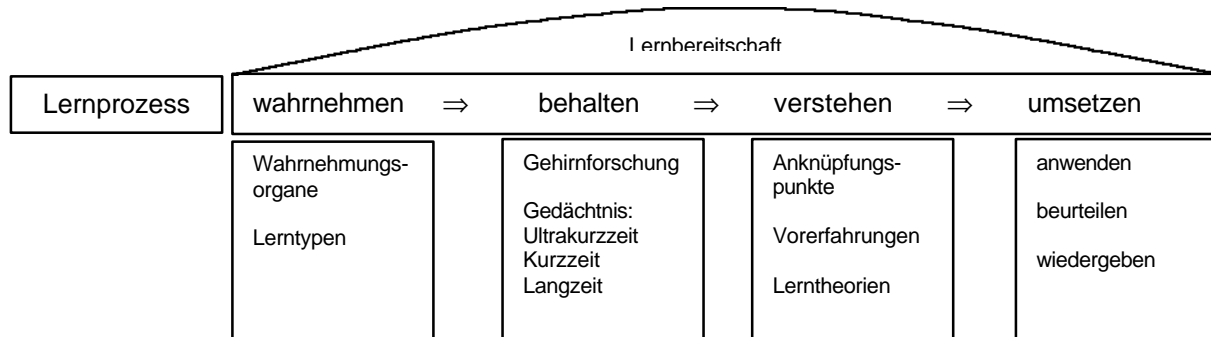 Lernbereitschaft
Lernprozess
wahrnehmen ⇒ behalten ⇒ verstehen ⇒ umsetzen
Wahrnehmungs-
organe
Lerntypen
Gehirnforschung
Gedächtnis:
Ultrakurzzeit
Kurzzeit
Langzeit
Anknüpfungs-
punkte
Vorerfahrungen
Lerntheorien
anwenden
beurteilen
wiedergeben